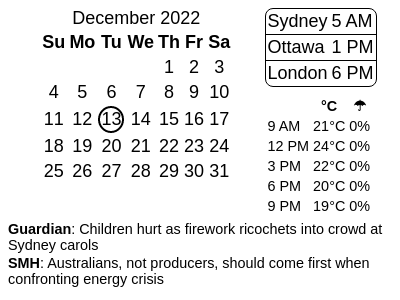 December 2022
Su Mo Tu We Th Fr Sa
1 2 3
4 5 6 7 8 9 10
11 12 13 14 15 16 17
18 19 20 21 22 23 24
25 26 27 28 29 30 31
Sydney 5 AM
Ottawa 1 PM
London 6 PM
°C ☂
9 AM 21°C 0%
12 PM 24°C 0%
3 PM 22°C 0%
6 PM 20°C 0%
9 PM 19°C 0%
Guardian: Children hurt as firework ricochets into crowd at
Sydney carols
SMH: Australians, not producers, should come first when
confronting energy crisis